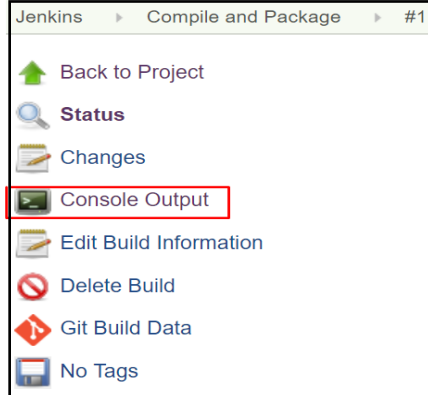 Jenkins Compile and Package #1
Back to Project
Status
Changes
Console Output
Edit Build Information
Delete Build
Git Build Data
No Tags